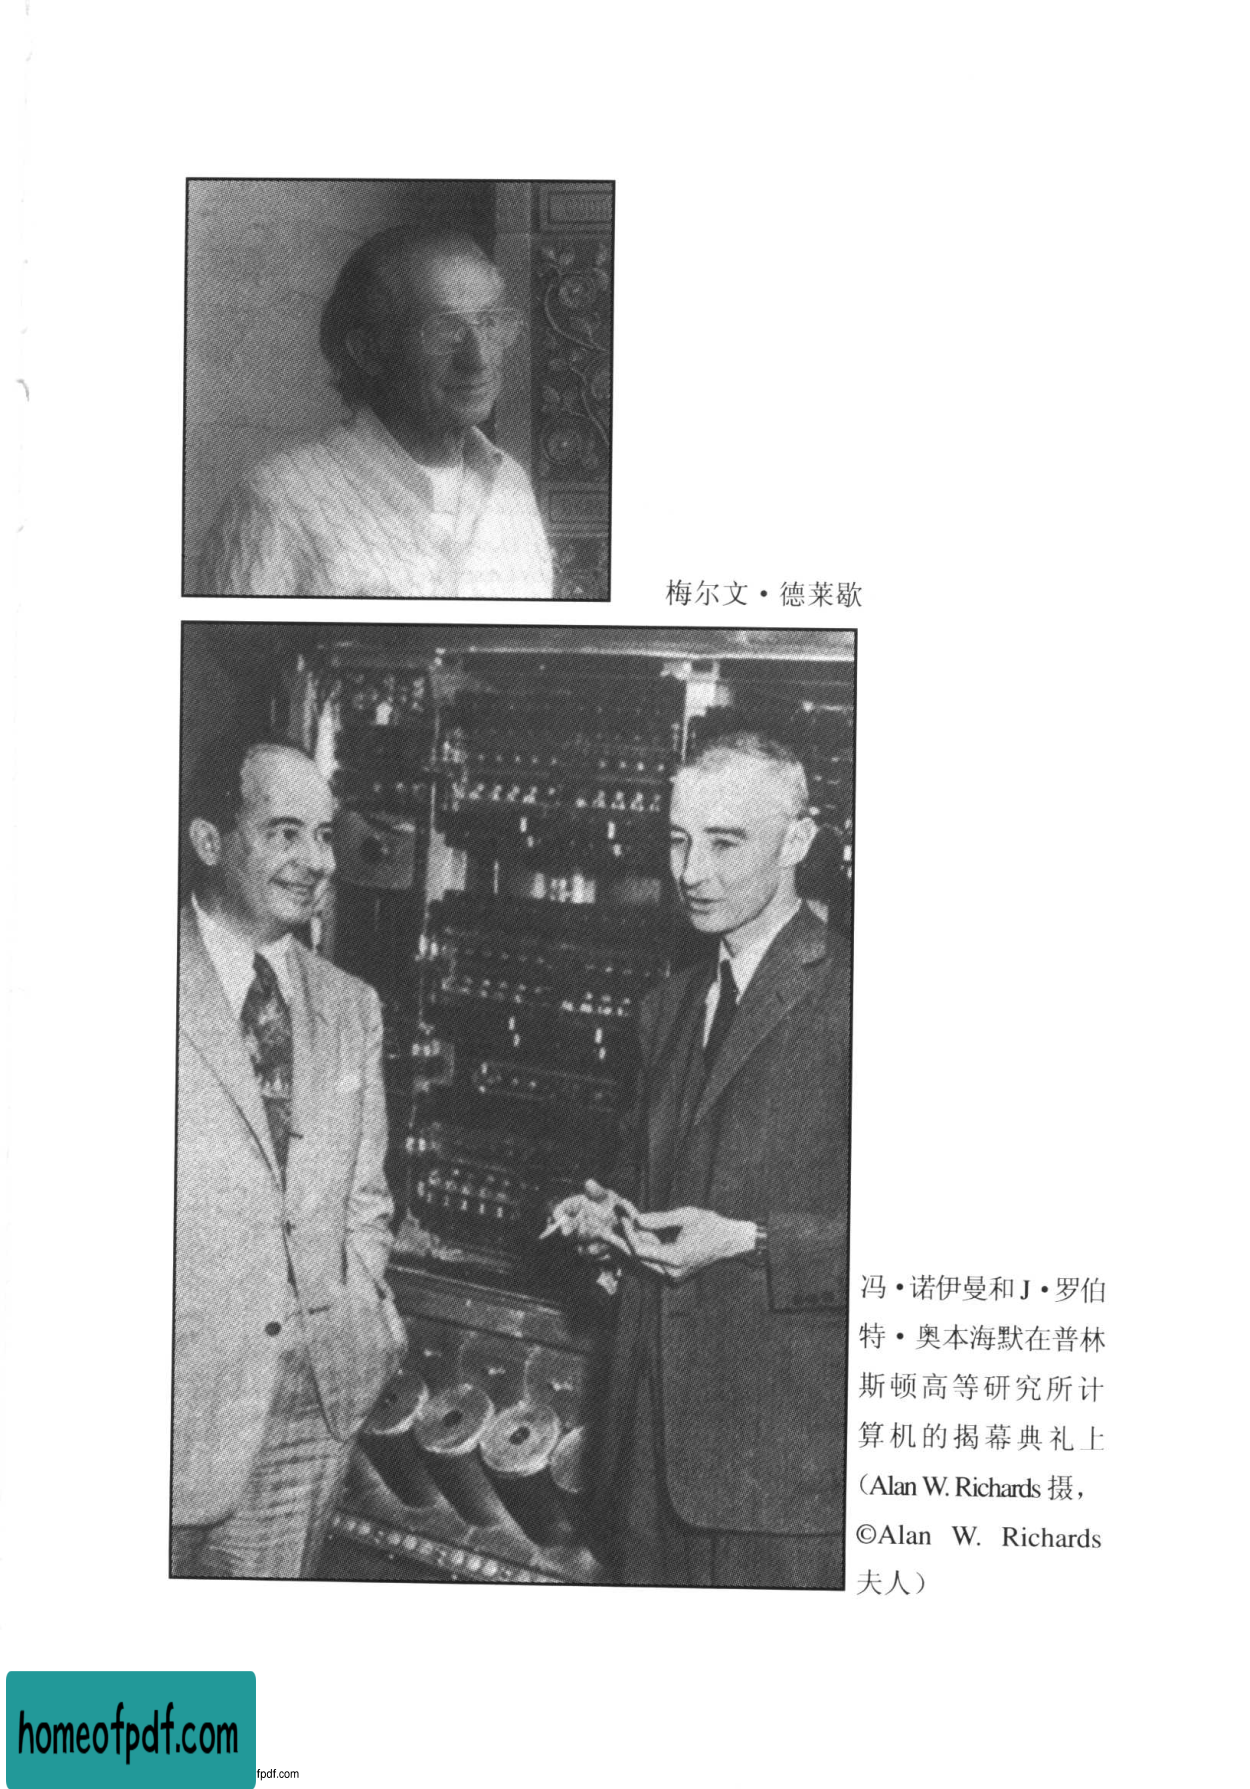 梅尔文·德莱歇
冯·诺伊曼和J·罗伯
特·奥本海默在普林
斯顿高等研究所计
算机的揭幕典礼上
（Alan W. Richards 摄，
©Alan W. Richards
夫人）
homeofpdf.com
fpdf.com